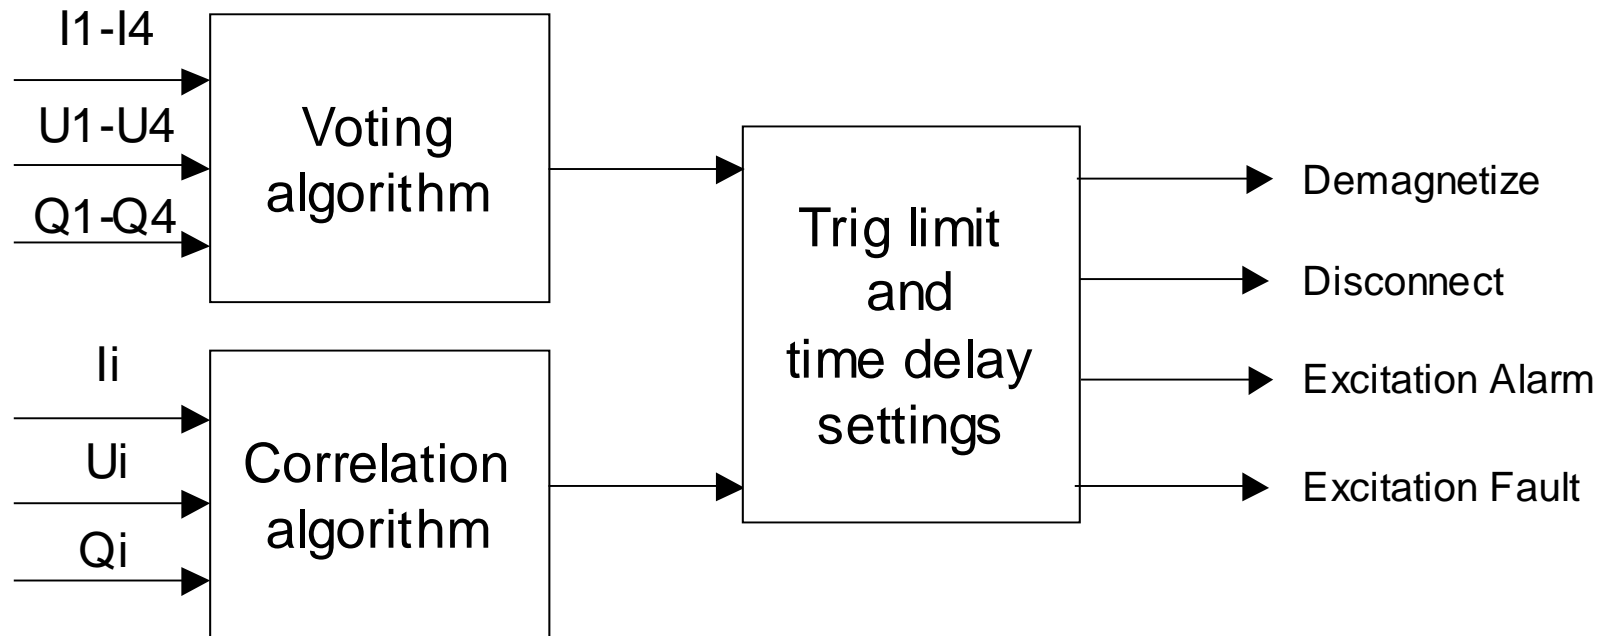 I1-I4
U1-U4
Q1-Q4
Voting
algorithm
Ii
Ui
Qi
Correlation
algorithm
Trig limit
and
time delay
settings
Demagnetize
Disconnect
Excitation Alarm
Excitation Fault